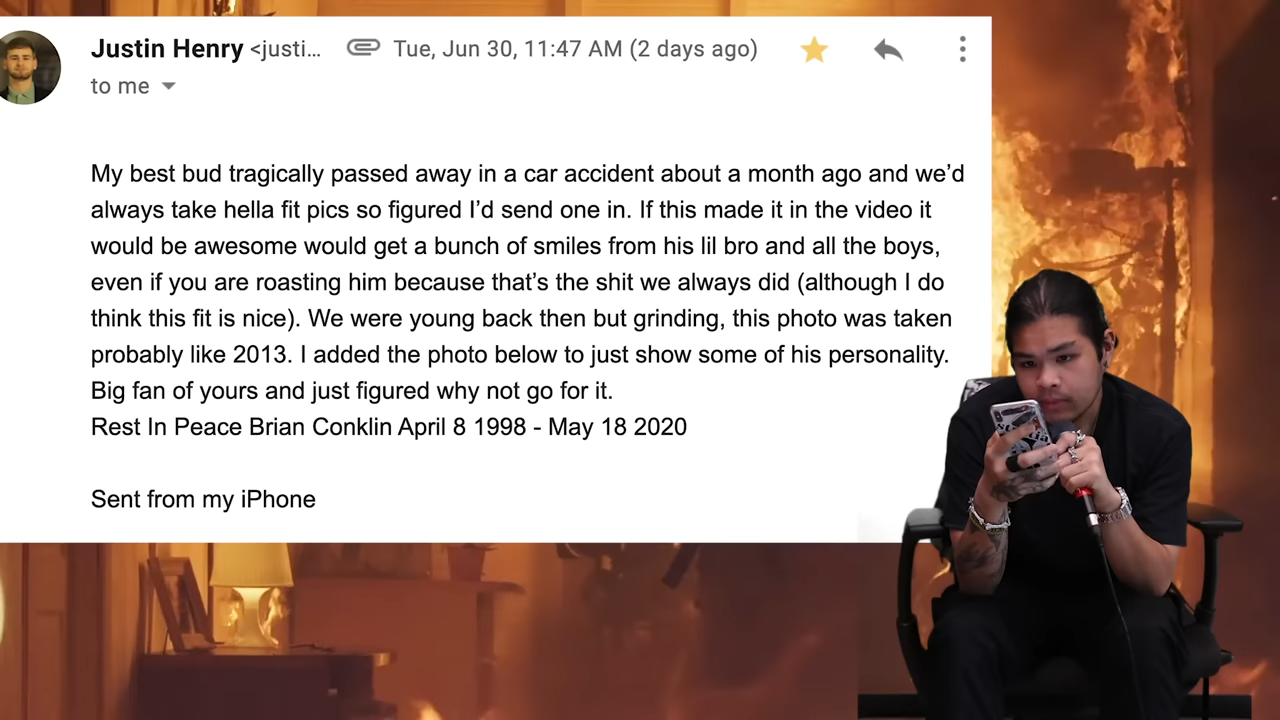 Justin Henry <justi... Tue, Jun 30, 11:47 AM (2 days ago)
to me
My best bud tragically passed away in a car accident about a month ago and we’d
always take hella fit pics so figured I’d send one in. If this made it in the video it
would be awesome would get a bunch of smiles from his lil bro and all the boys,
even if you are roasting him because that’s the shit we always did (although I do
think this fit is nice). We were young back then but grinding, this photo was taken
probably like 2013. I added the photo below to just show some of his personality.
Big fan of yours and just figured why not go for it.
Rest In Peace Brian Conklin April 8 1998 - May 18 2020
Sent from my iPhone